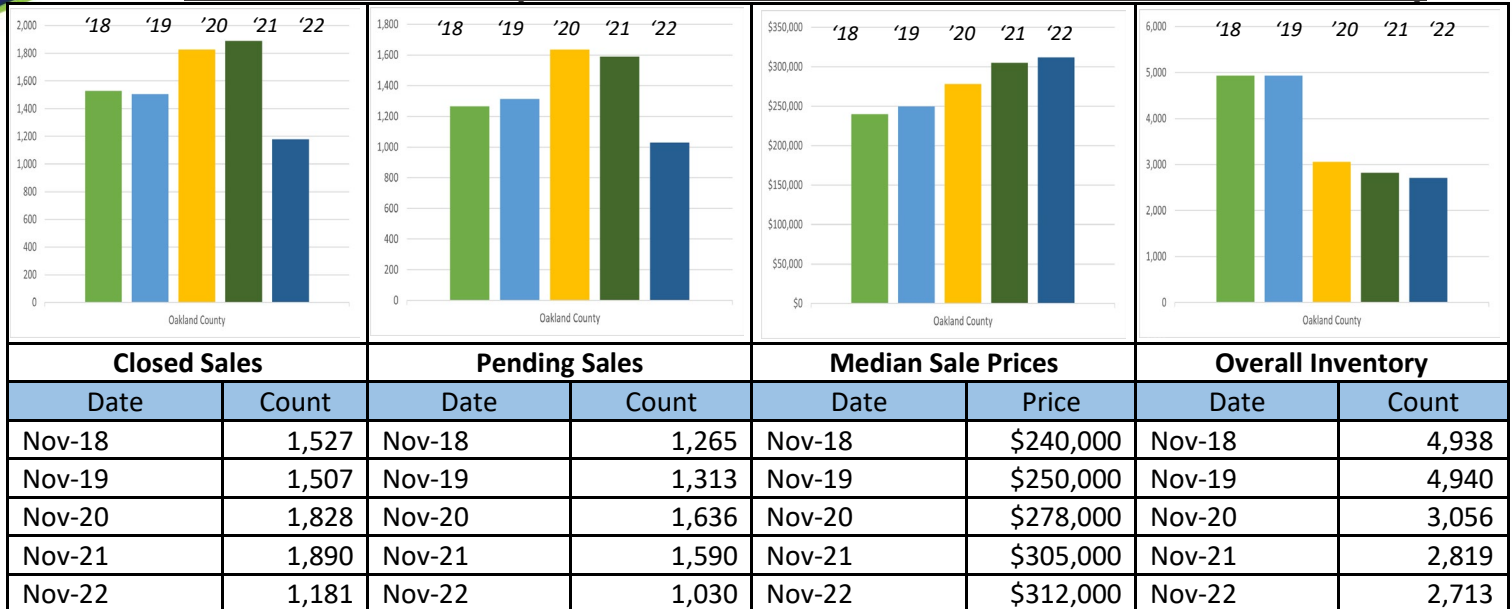 ‘18 ‘19 ’20 ‘21 ‘22
2,000
1,800
1,600
1,400
1,200
1,000
800
600
400
200
0
Oakland County
‘18 ‘19 ’20 ‘21 ‘22
1,800
1,600
1,400
1,200
1,000
800
600
400
200
0
Oakland County
‘18 ‘19 ’20 ‘21 ‘22
$350,000
$300,000
$250,000
$200,000
$150,000
$100,000
$50,000
$0
Oakland County
‘18 ‘19 ’20 ‘21 ‘22
6,000
5,000
4,000
3,000
2,000
1,000
0
Oakland County
Closed Sales Pending Sales Median Sale Prices Overall Inventory
Date Count Date Count Date Price Date Count
Nov-18 1,527 Nov-18 1,265 Nov-18 $240,000 Nov-18 4,938
Nov-19 1,507 Nov-19 1,313 Nov-19 $250,000 Nov-19 4,940
Nov-20 1,828 Nov-20 1,636 Nov-20 $278,000 Nov-20 3,056
Nov-21 1,890 Nov-21 1,590 Nov-21 $305,000 Nov-21 2,819
Nov-22 1,181 Nov-22 1,030 Nov-22 $312,000 Nov-22 2,713